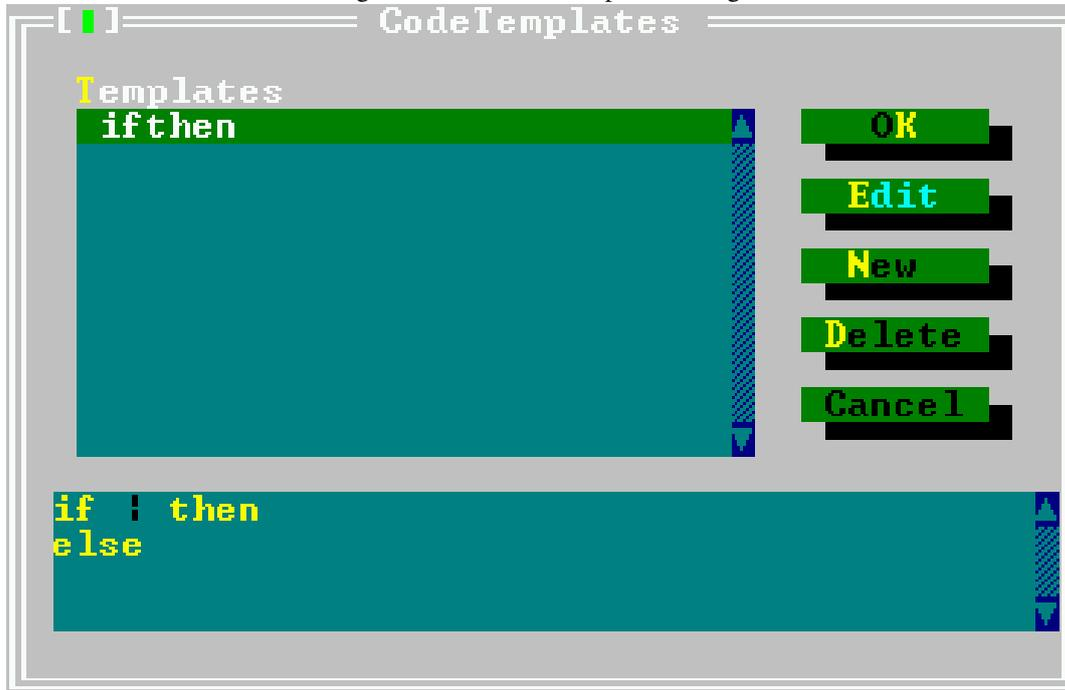 [ ] CodeTemplates
Templates
ifthen
OK
Edit
New
Delete
Cancel
if ¦ then
else